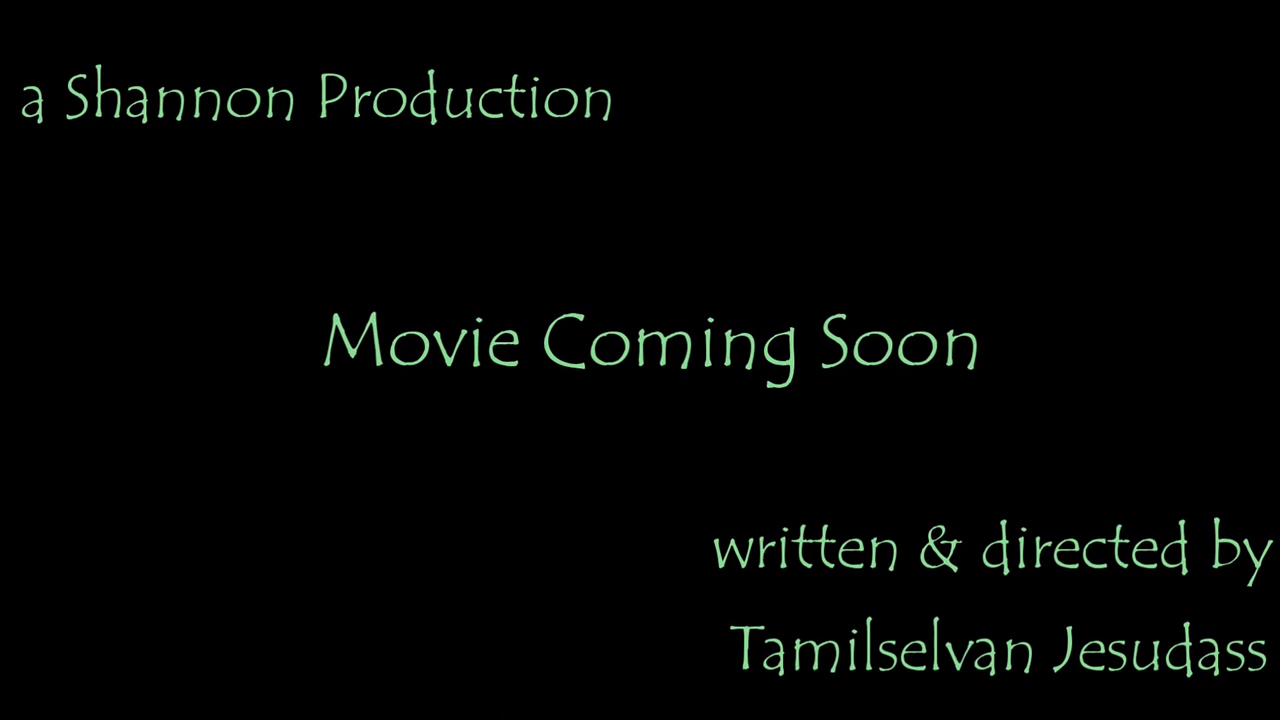 a Shannon Production
Movie Coming Soon
written & directed by
Tamilselvan Jesudass